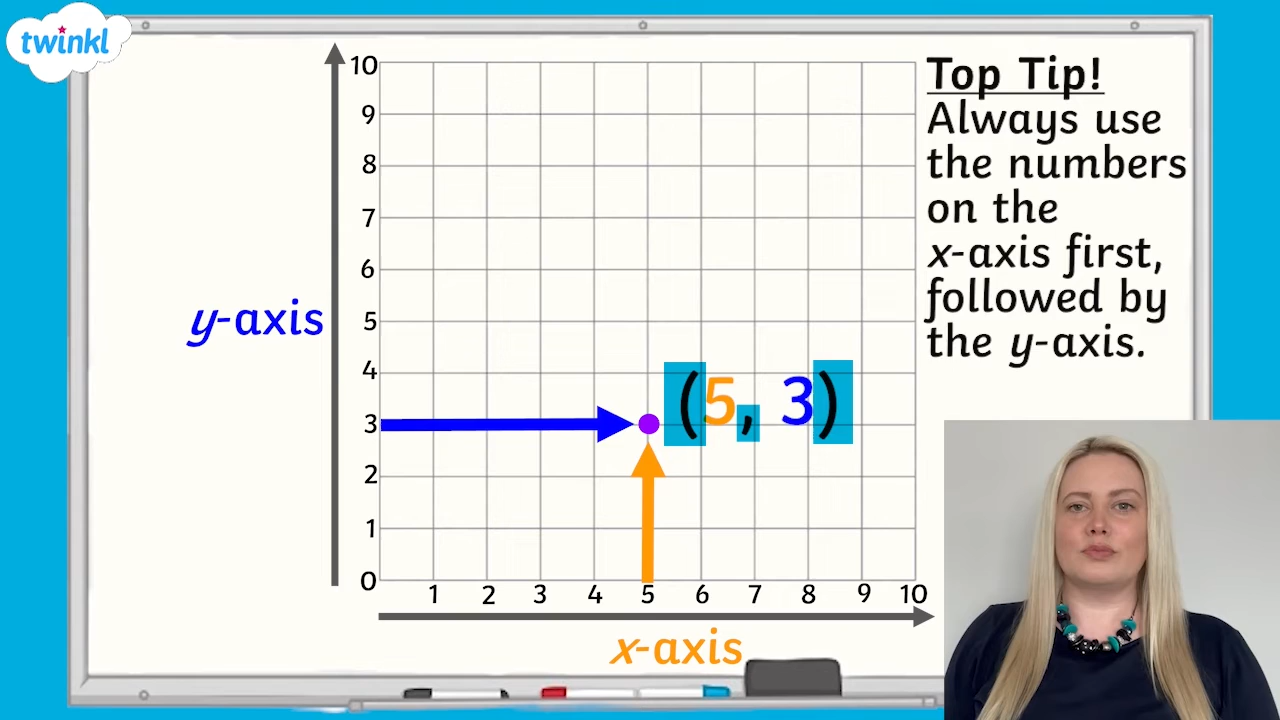 twinkl
Top Tip!
Always use
the numbers
on the
x-axis first,
followed by
the y-axis.
10
9
8
7
6
5
4
3
2
1
0
y-axis
(5, 3)
1 2 3 4 5 6 7 8 9 10
x-axis